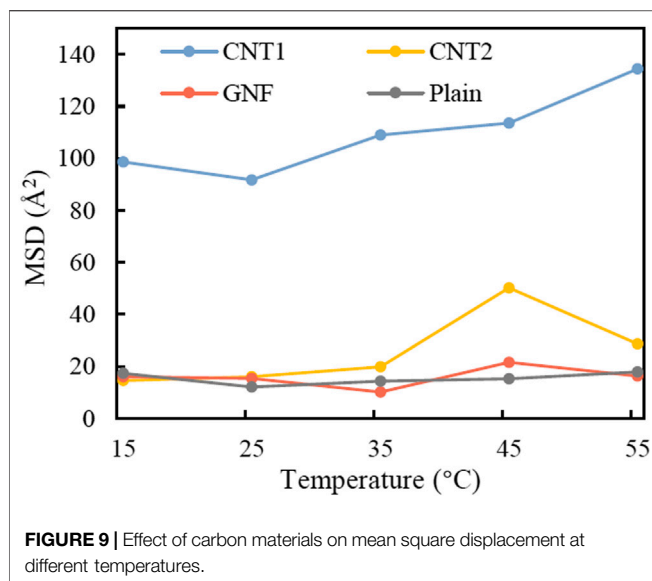 140
120
100
80
60
40
20
0
MSD (Å²)
CNT1 CNT2
GNF Plain
15 25 35 45 55
Temperature (°C)
FIGURE 9 | Effect of carbon materials on mean square displacement at
different temperatures.